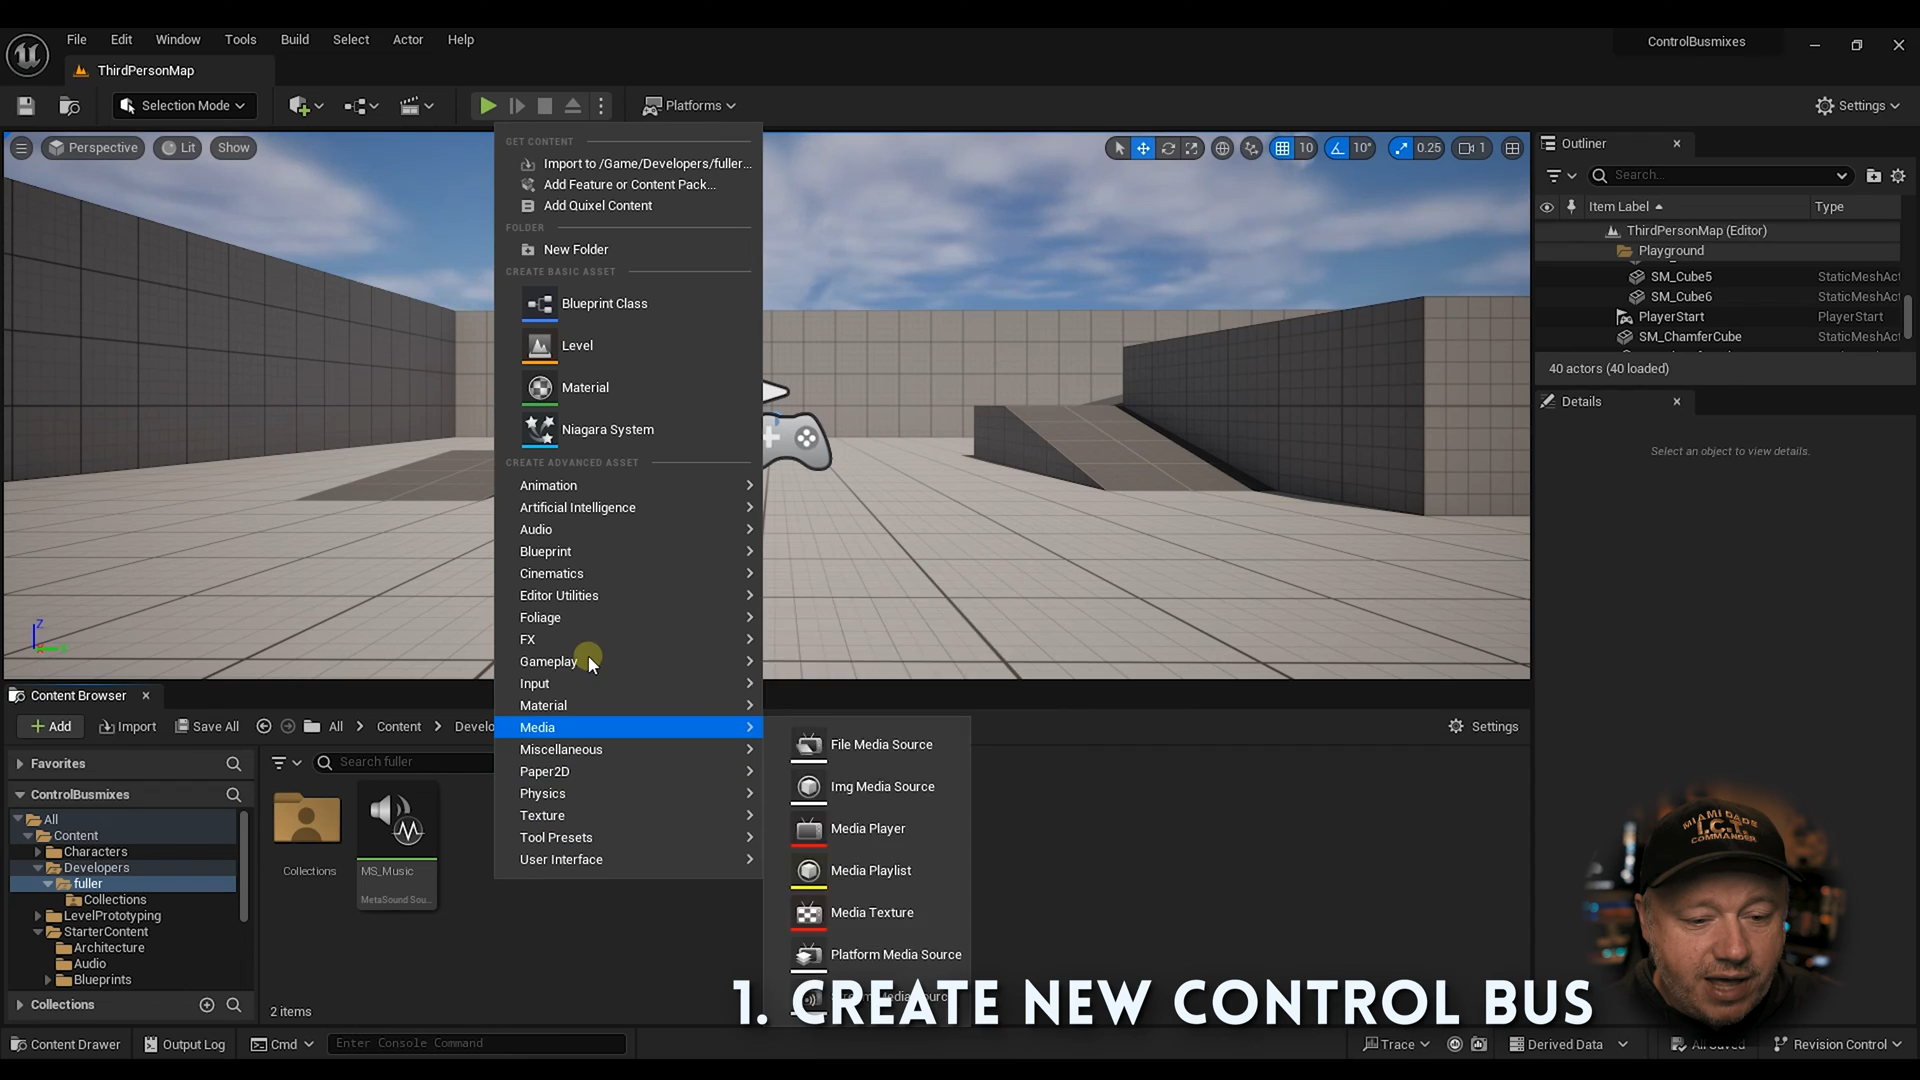 File Edit Window Tools Build Select Actor Help
ControlBusmixes
ThirdPersonMap
Selection Mode
Platforms
Settings
Perspective Lit Show
10 10° 0.25 1
GET CONTENT
Import to /Game/Developers/fuller...
Add Feature or Content Pack...
Add Quixel Content
FOLDER
New Folder
CREATE BASIC ASSET
Blueprint Class
Level
Material
Niagara System
CREATE ADVANCED ASSET
Animation
Artificial Intelligence
Audio
Blueprint
Cinematics
Editor Utilities
Foliage
FX
Gameplay
Input
Material
Media
Miscellaneous
Paper2D
Physics
Texture
Tool Presets
User Interface
File Media Source
Img Media Source
Media Player
Media Playlist
Media Texture
Platform Media Source
Outliner
Search...
Item Label Type
ThirdPersonMap (Editor)
Playground
SM_Cube5 StaticMeshAct
SM_Cube6 StaticMeshAct
PlayerStart PlayerStart
SM_ChamferCube StaticMeshAct
40 actors (40 loaded)
Details
Select an object to view details.
Z
Content Browser
Add Import Save All All Content Develo
Settings
Favorites
ControlBusmixes
All
Content
Characters
Developers
fuller
Collections
LevelPrototyping
StarterContent
Architecture
Audio
Blueprints
Collections
Search fuller
Collections
MS_Music
MetaSound Sou...
2 items
MIAMI DADE
I.C.T.
COMMANDER
1. CREATE NEW CONTROL BUS
Content Drawer Output Log Cmd Enter Console Command
Trace Derived Data All Saved Revision Control